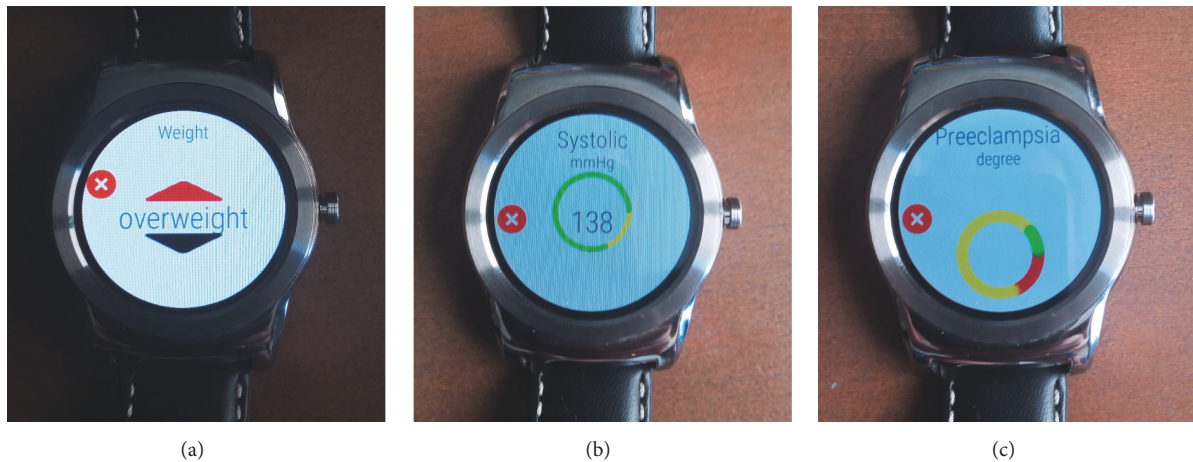 Weight
overweight
Systolic
mmHg
138
Preeclampsia
degree
(a)
(b)
(c)